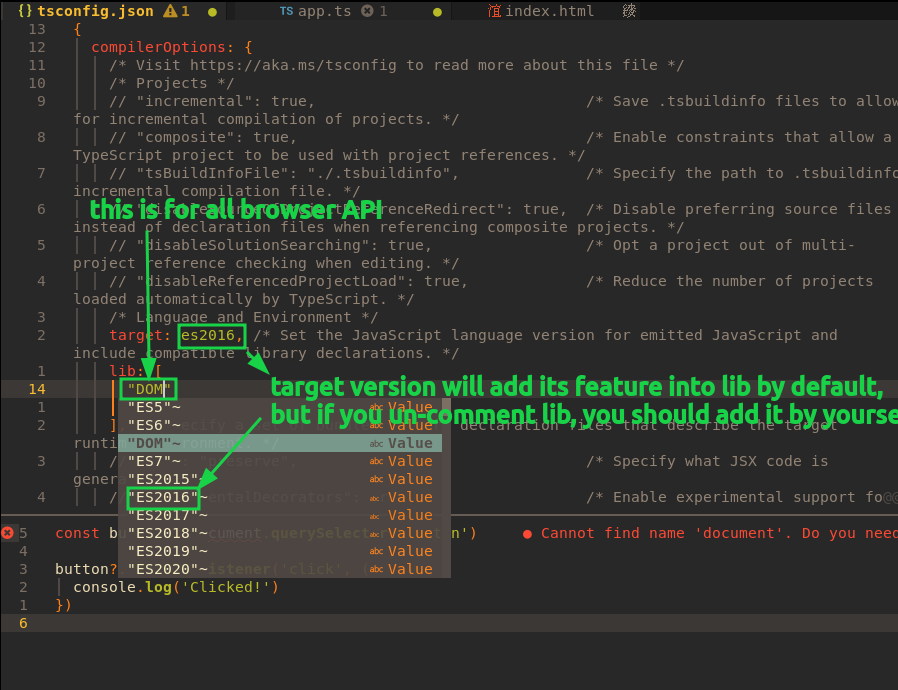 {} tsconfig.json 1 ● TS app.ts 1 ● index.html
13 {
12 compilerOptions: {
11 /* Visit https://aka.ms/tsconfig to read more about this file */
10 /* Projects */
9 // "incremental": true, /* Save .tsbuildinfo files to allow
for incremental compilation of projects. */
8 // "composite": true, /* Enable constraints that allow a
TypeScript project to be used with project references. */
7 // "tsBuildInfoFile": "./.tsbuildinfo", /* Specify the path to .tsbuildinfo
incremental compilation file. */
this is for all browser API
6 // "disableSourceOfProjectReferenceRedirect": true, /* Disable preferring source files
instead of declaration files when referencing composite projects. */
5 // "disableSolutionSearching": true, /* Opt a project out of multi-
project reference checking when editing. */
4 // "disableReferencedProjectLoad": true, /* Reduce the number of projects
loaded automatically by TypeScript. */
3 /* Language and Environment */
2 target: es2016, /* Set the JavaScript language version for emitted JavaScript and
include compatible library declarations. */
1 lib: [
14 "DOM"
target version will add its feature into lib by default,
but if you un-comment lib, you should add it by yourse
1 "ES5"~ abc Value
2 ] "ES6"~ abc Value declaration files that describe the target
runtim "DOM"~ abc Value
3 // "ES7"~ abc Value /* Specify what JSX code is
gener "ES2015"~ abc Value
4 // "ES2016"~ abc Value /* Enable experimental support fo@@
"ES2017"~ abc Value
5 const b "ES2018"~ abc Value n') ● Cannot find name 'document'. Do you need
4 "ES2019"~ abc Value
3 button? "ES2020"~ abc Value
2 console.log('Clicked!')
1 })
6